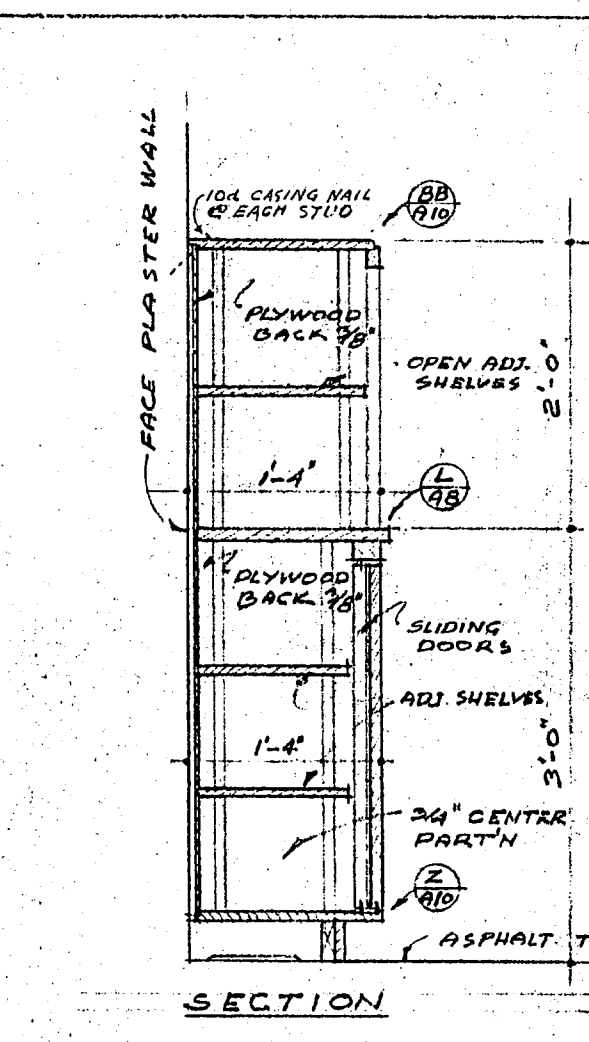 FACE PLASTER WALL
10d CASING NAIL
@ EACH STUD
BB
A10
PLYWOOD
BACK 3/8"
OPEN ADJ.
SHELVES
2'-0"
1'-4"
L
A8
PLYWOOD
BACK 3/8"
SLIDING
DOORS
ADJ. SHELVES
1'-4"
3'-0"
3/4" CENTER
PART'N
Z
A10
ASPHALT T
SECTION